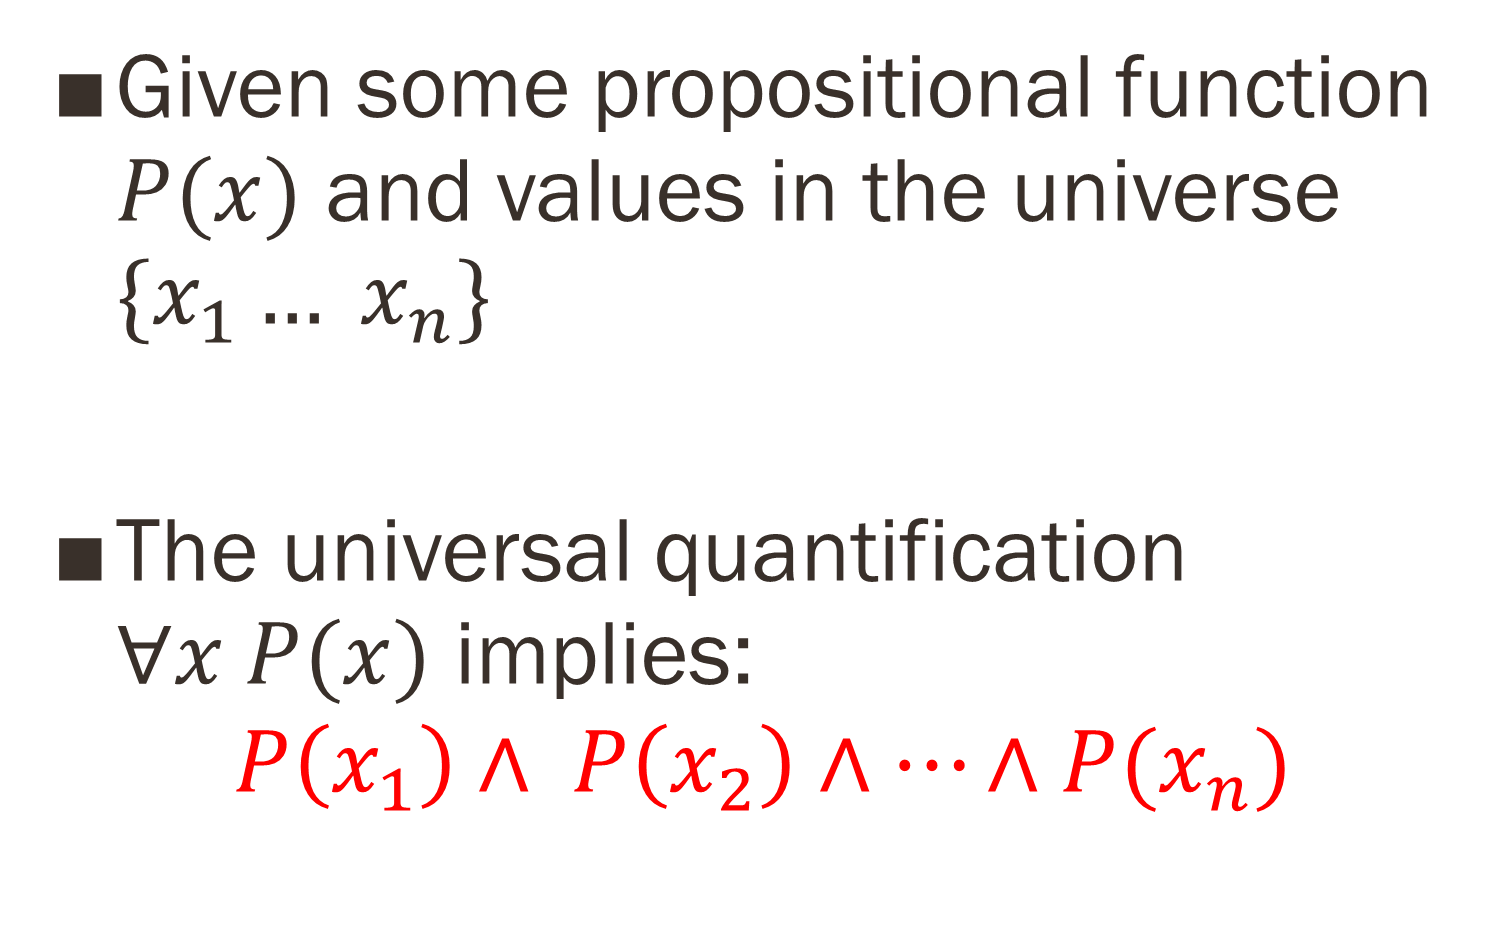 ■ Given some propositional function
P(x) and values in the universe
{x₁ … xₙ}
■ The universal quantification
∀x P(x) implies:
P(x₁) ∧ P(x₂) ∧ ⋯ ∧ P(xₙ)